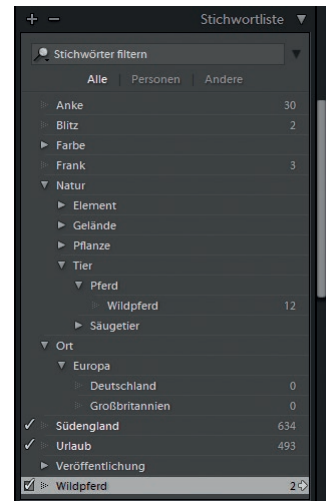 Stichwortliste
Stichwörter filtern
Alle | Personen | Andere
Anke 30
Blitz 2
Farbe
Frank 3
Natur
Element
Gelände
Pflanze
Tier
Pferd
Wildpferd 12
Säugetier
Ort
Europa
Deutschland 0
Großbritannien 0
Südengland 634
Urlaub 493
Veröffentlichung
Wildpferd 2